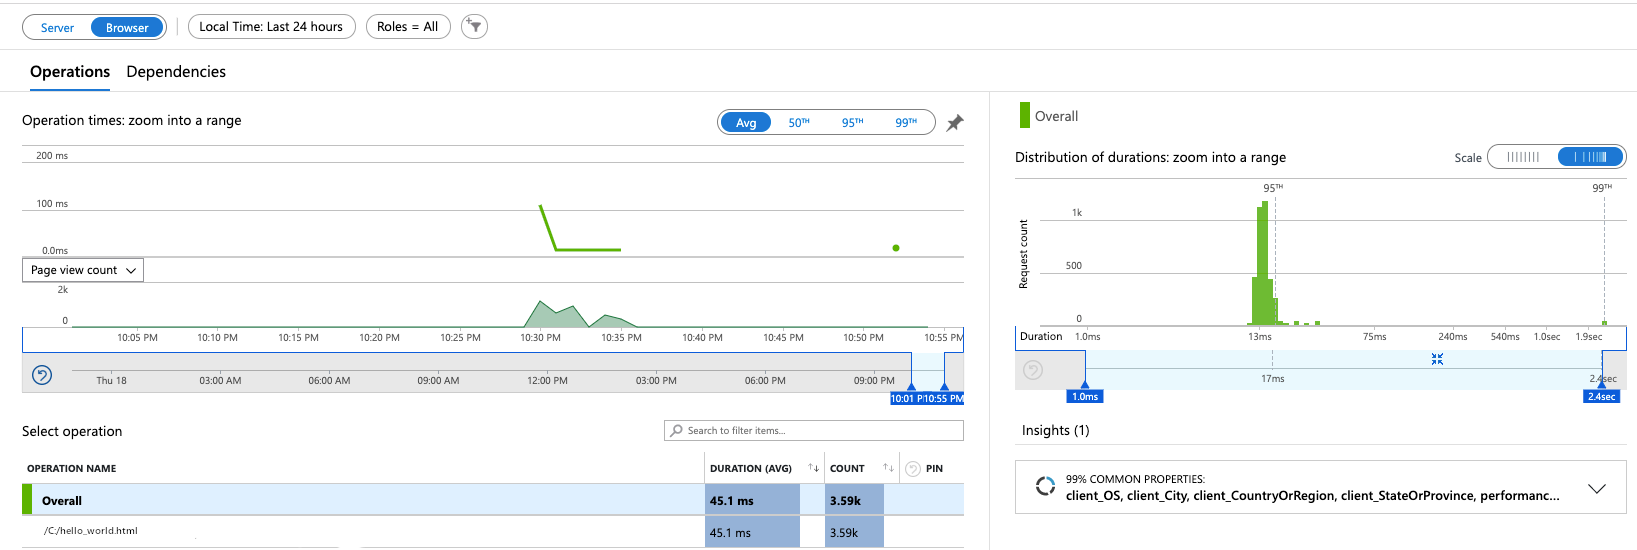 Server Browser Local Time: Last 24 hours Roles = All
Operations Dependencies
Operation times: zoom into a range
Avg 50TH 95TH 99TH
200 ms
100 ms
0.0ms
Page view count
2k
0
10:05 PM 10:10 PM 10:15 PM 10:20 PM 10:25 PM 10:30 PM 10:35 PM 10:40 PM 10:45 PM 10:50 PM 10:55 PM
Thu 18 03:00 AM 06:00 AM 09:00 AM 12:00 PM 03:00 PM 06:00 PM 09:00 PM
10:01 P 10:55 PM
Select operation
Search to filter items...
OPERATION NAME DURATION (AVG) COUNT PIN
Overall 45.1 ms 3.59k
/C:/hello_world.html 45.1 ms 3.59k
Overall
Distribution of durations: zoom into a range
Scale
95TH 99TH
Request count
1k
500
0
Duration 1.0ms 13ms 75ms 240ms 540ms 1.0sec 1.9sec
17ms 2.4sec
1.0ms 2.4sec
Insights (1)
99% COMMON PROPERTIES:
client_OS, client_City, client_CountryOrRegion, client_StateOrProvince, performanc...